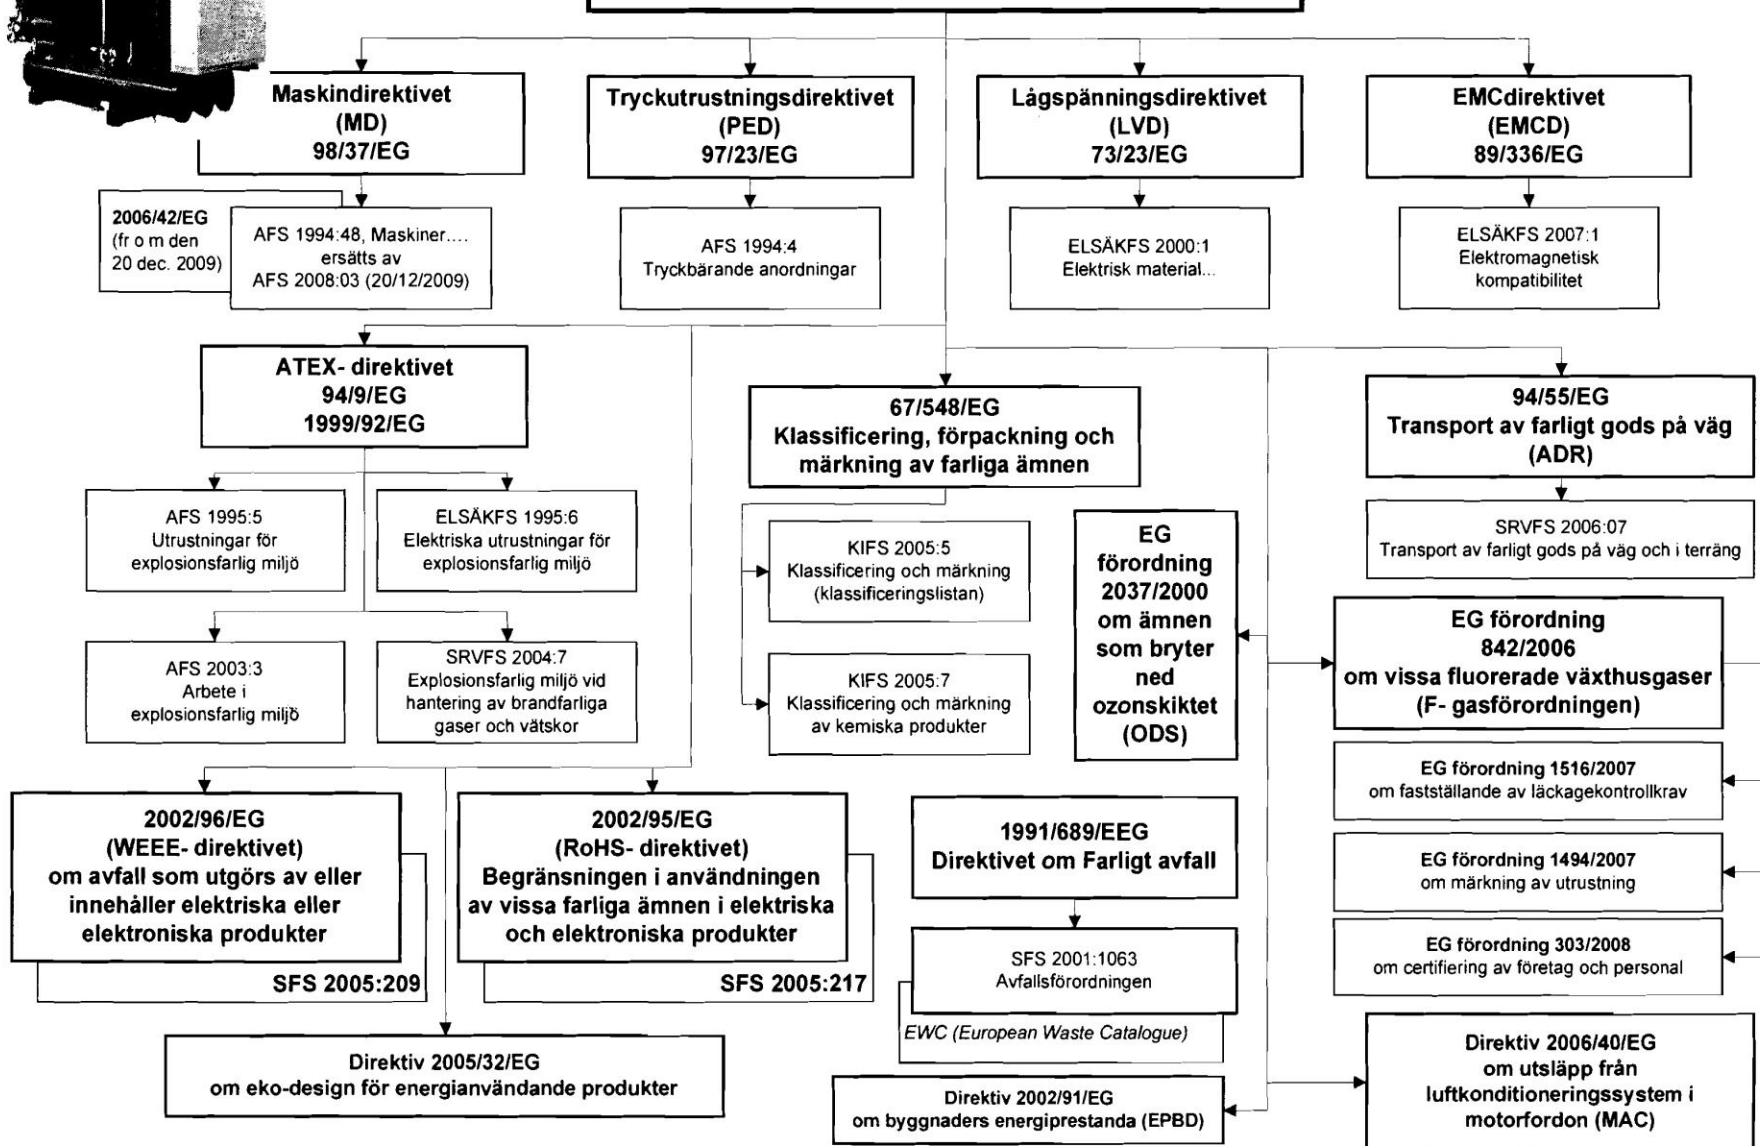 Maskindirektivet
(MD)
98/37/EG
Tryckutrustningsdirektivet
(PED)
97/23/EG
Lågspänningsdirektivet
(LVD)
73/23/EG
EMCdirektivet
(EMCD)
89/336/EG
2006/42/EG
(fr o m den
20 dec. 2009)
AFS 1994:48, Maskiner....
ersätts av
AFS 2008:03 (20/12/2009)
AFS 1994:4
Tryckbärande anordningar
ELSÄKFS 2000:1
Elektrisk material...
ELSÄKFS 2007:1
Elektromagnetisk
kompatibilitet
ATEX- direktivet
94/9/EG
1999/92/EG
67/548/EG
Klassificering, förpackning och
märkning av farliga ämnen
94/55/EG
Transport av farligt gods på väg
(ADR)
AFS 1995:5
Utrustningar för
explosionsfarlig miljö
ELSÄKFS 1995:6
Elektriska utrustningar för
explosionsfarlig miljö
KIFS 2005:5
Klassificering och märkning
(klassificeringslistan)
EG
förordning
2037/2000
om ämnen
som bryter
ned
ozonskiktet
(ODS)
SRVFS 2006:07
Transport av farligt gods på väg och i terräng
AFS 2003:3
Arbete i
explosionsfarlig miljö
SRVFS 2004:7
Explosionsfarlig miljö vid
hantering av brandfarliga
gaser och vätskor
KIFS 2005:7
Klassificering och märkning
av kemiska produkter
EG förordning
842/2006
om vissa fluorerade växthusgaser
(F- gasförordningen)
EG förordning 1516/2007
om fastställande av läckagekontrollkrav
EG förordning 1494/2007
om märkning av utrustning
EG förordning 303/2008
om certifiering av företag och personal
2002/96/EG
(WEEE- direktivet)
om avfall som utgörs av eller
innehåller elektriska eller
elektroniska produkter
SFS 2005:209
2002/95/EG
(RoHS- direktivet)
Begränsningen i användningen
av vissa farliga ämnen i elektriska
och elektroniska produkter
SFS 2005:217
1991/689/EEG
Direktivet om Farligt avfall
SFS 2001:1063
Avfallsförordningen
EWC (European Waste Catalogue)
Direktiv 2005/32/EG
om eko-design för energianvändande produkter
Direktiv 2002/91/EG
om byggnaders energiprestanda (EPBD)
Direktiv 2006/40/EG
om utsläpp från
luftkonditioneringssystem i
motorfordon (MAC)